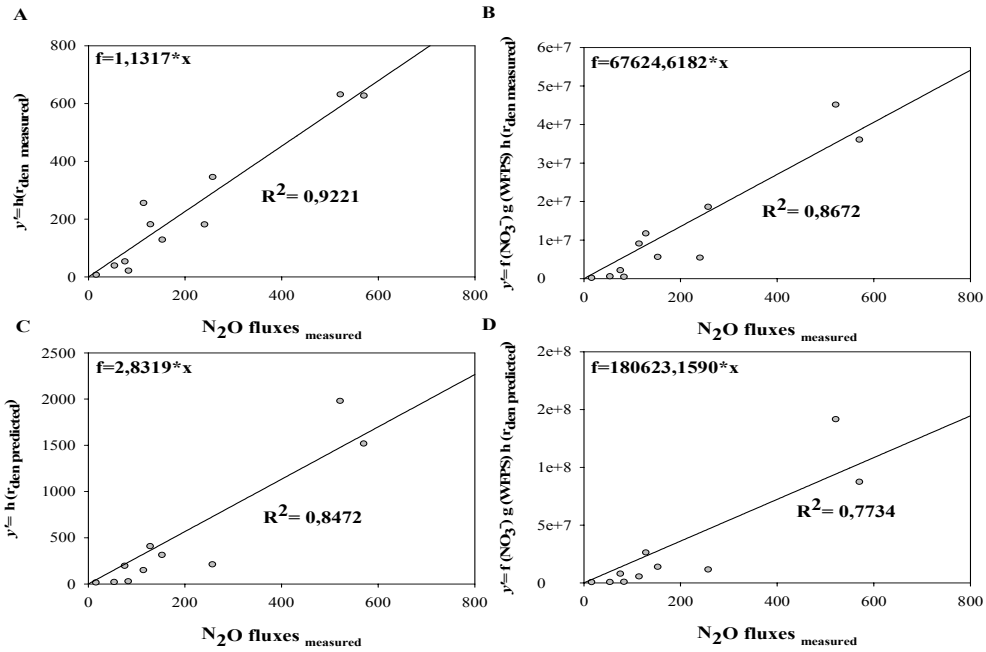 A
y'=h(rden measured)
800
600
400
200
0
f=1,1317*x
R2= 0,9221
0 200 400 600 800
N2O fluxes measured
B
y'= f (NO3-) g (WFPS) h (rden measured)
6e+7
5e+7
4e+7
3e+7
2e+7
1e+7
0
f=67624,6182*x
R2= 0,8672
0 200 400 600 800
N2O fluxes measured
C
y'= h (rden predicted)
2500
2000
1500
1000
500
0
f=2,8319*x
R2= 0,8472
0 200 400 600 800
N2O fluxes measured
D
y'= f (NO3-) g (WFPS) h (rden predicted)
2e+8
2e+8
1e+8
5e+7
0
f=180623,1590*x
R2= 0,7734
0 200 400 600 800
N2O fluxes measured